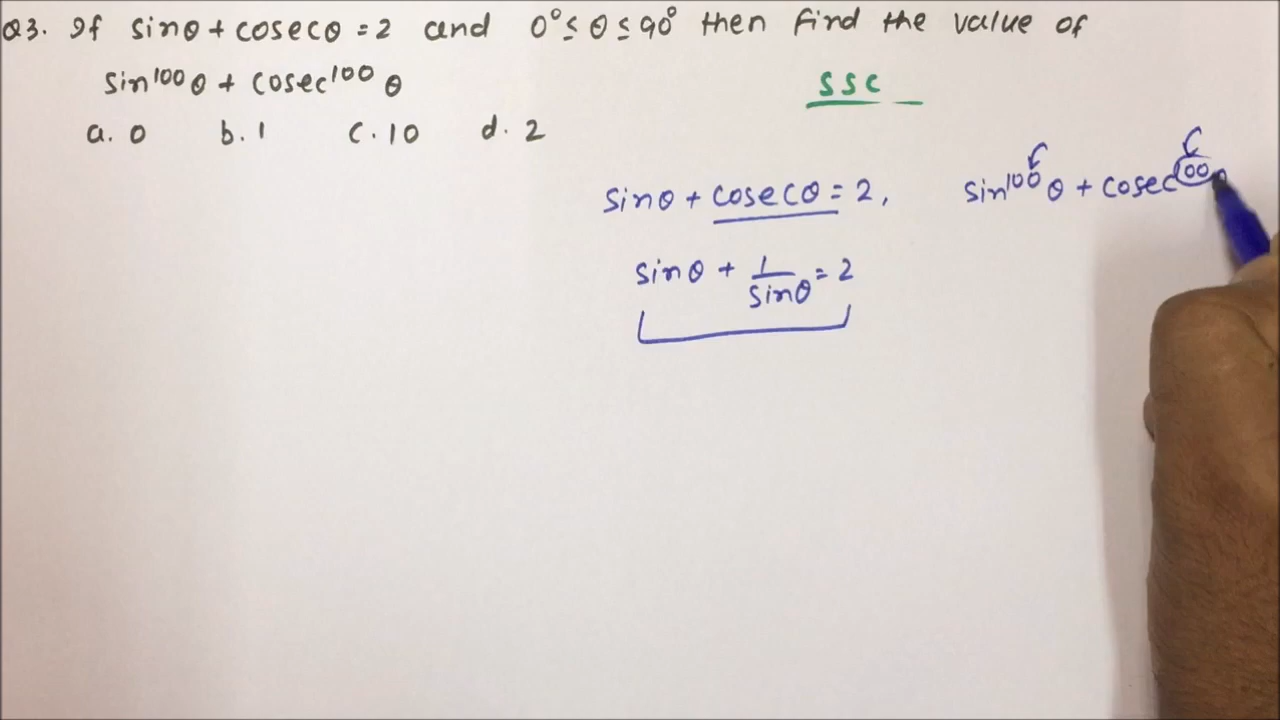 Q3. If sinθ + cosecθ = 2 and 0° ≤ θ ≤ 90° then find the value of
sin¹⁰⁰θ + cosec¹⁰⁰θ
SSC
a. 0 b. 1 c. 10 d. 2
sinθ + cosecθ = 2, sin¹⁰⁰θ + cosec¹⁰⁰
sinθ + 1/sinθ = 2